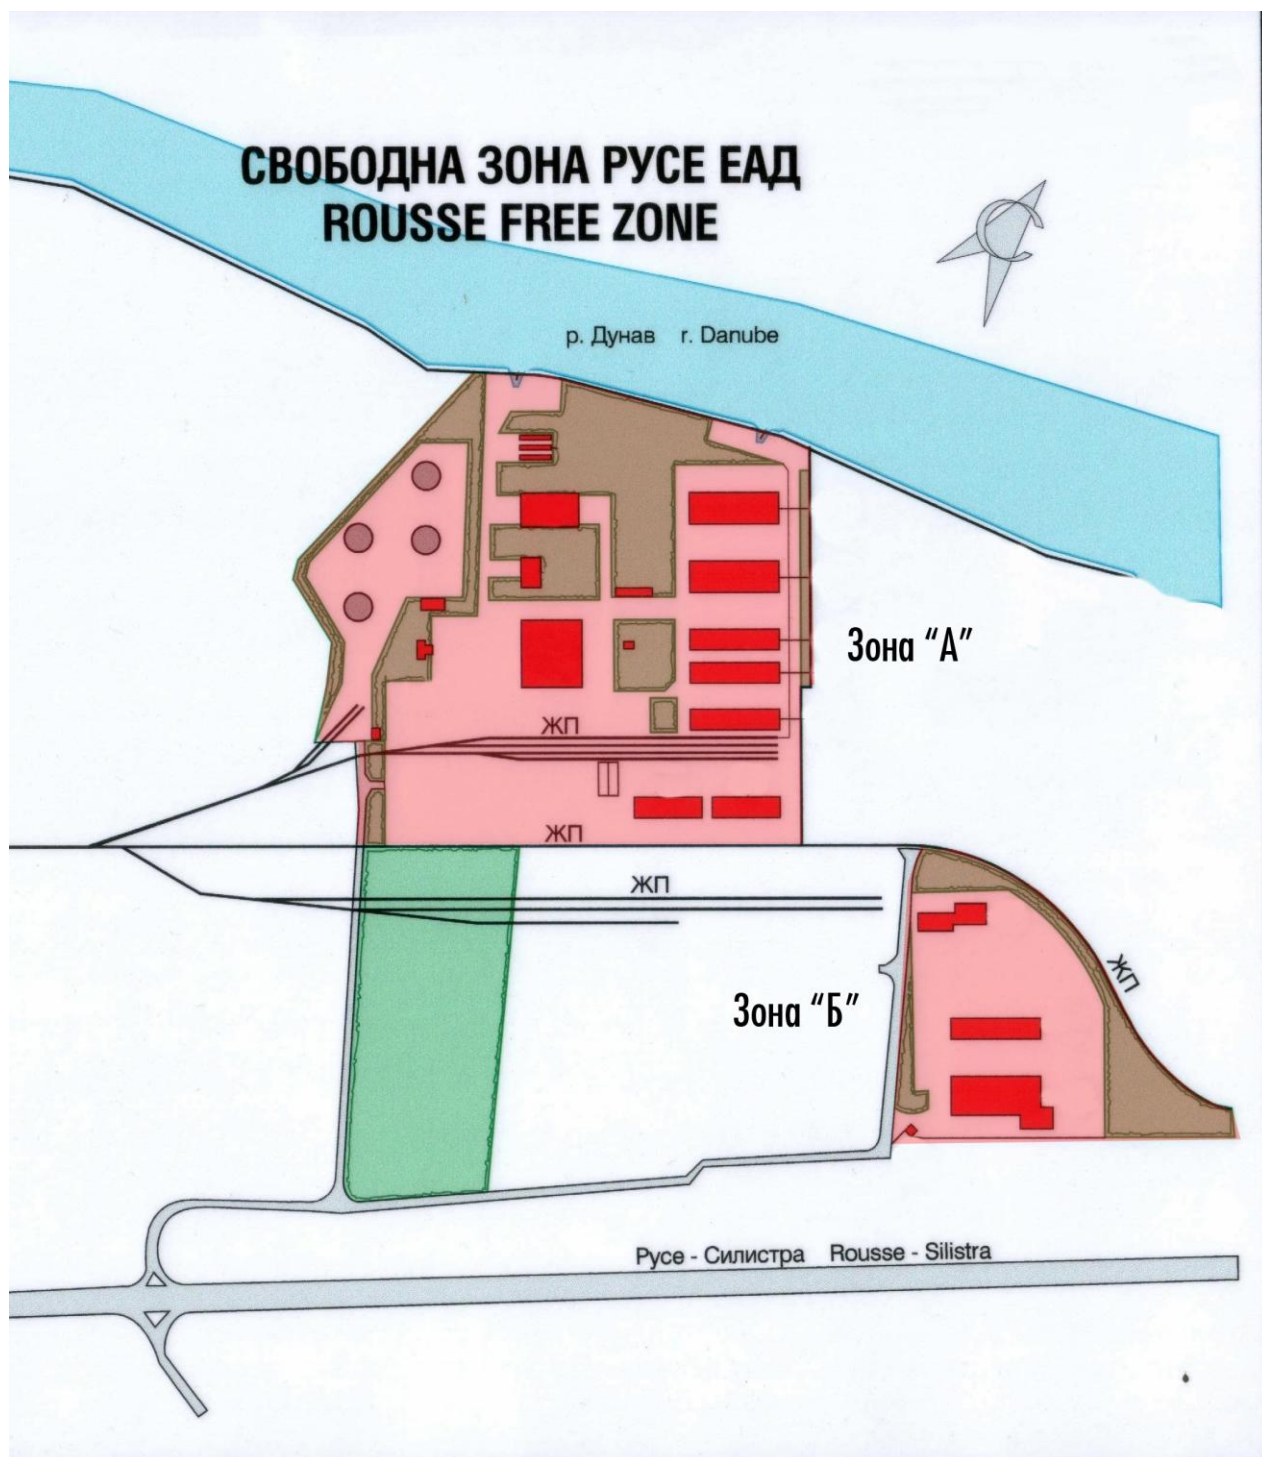 СВОБОДНА ЗОНА РУСЕ ЕАД
ROUSSE FREE ZONE
р. Дунав r. Danube
Зона "А"
ЖП
ЖП
ЖП
ЖП
Зона "Б"
Русе - Силистра Rousse - Silistra